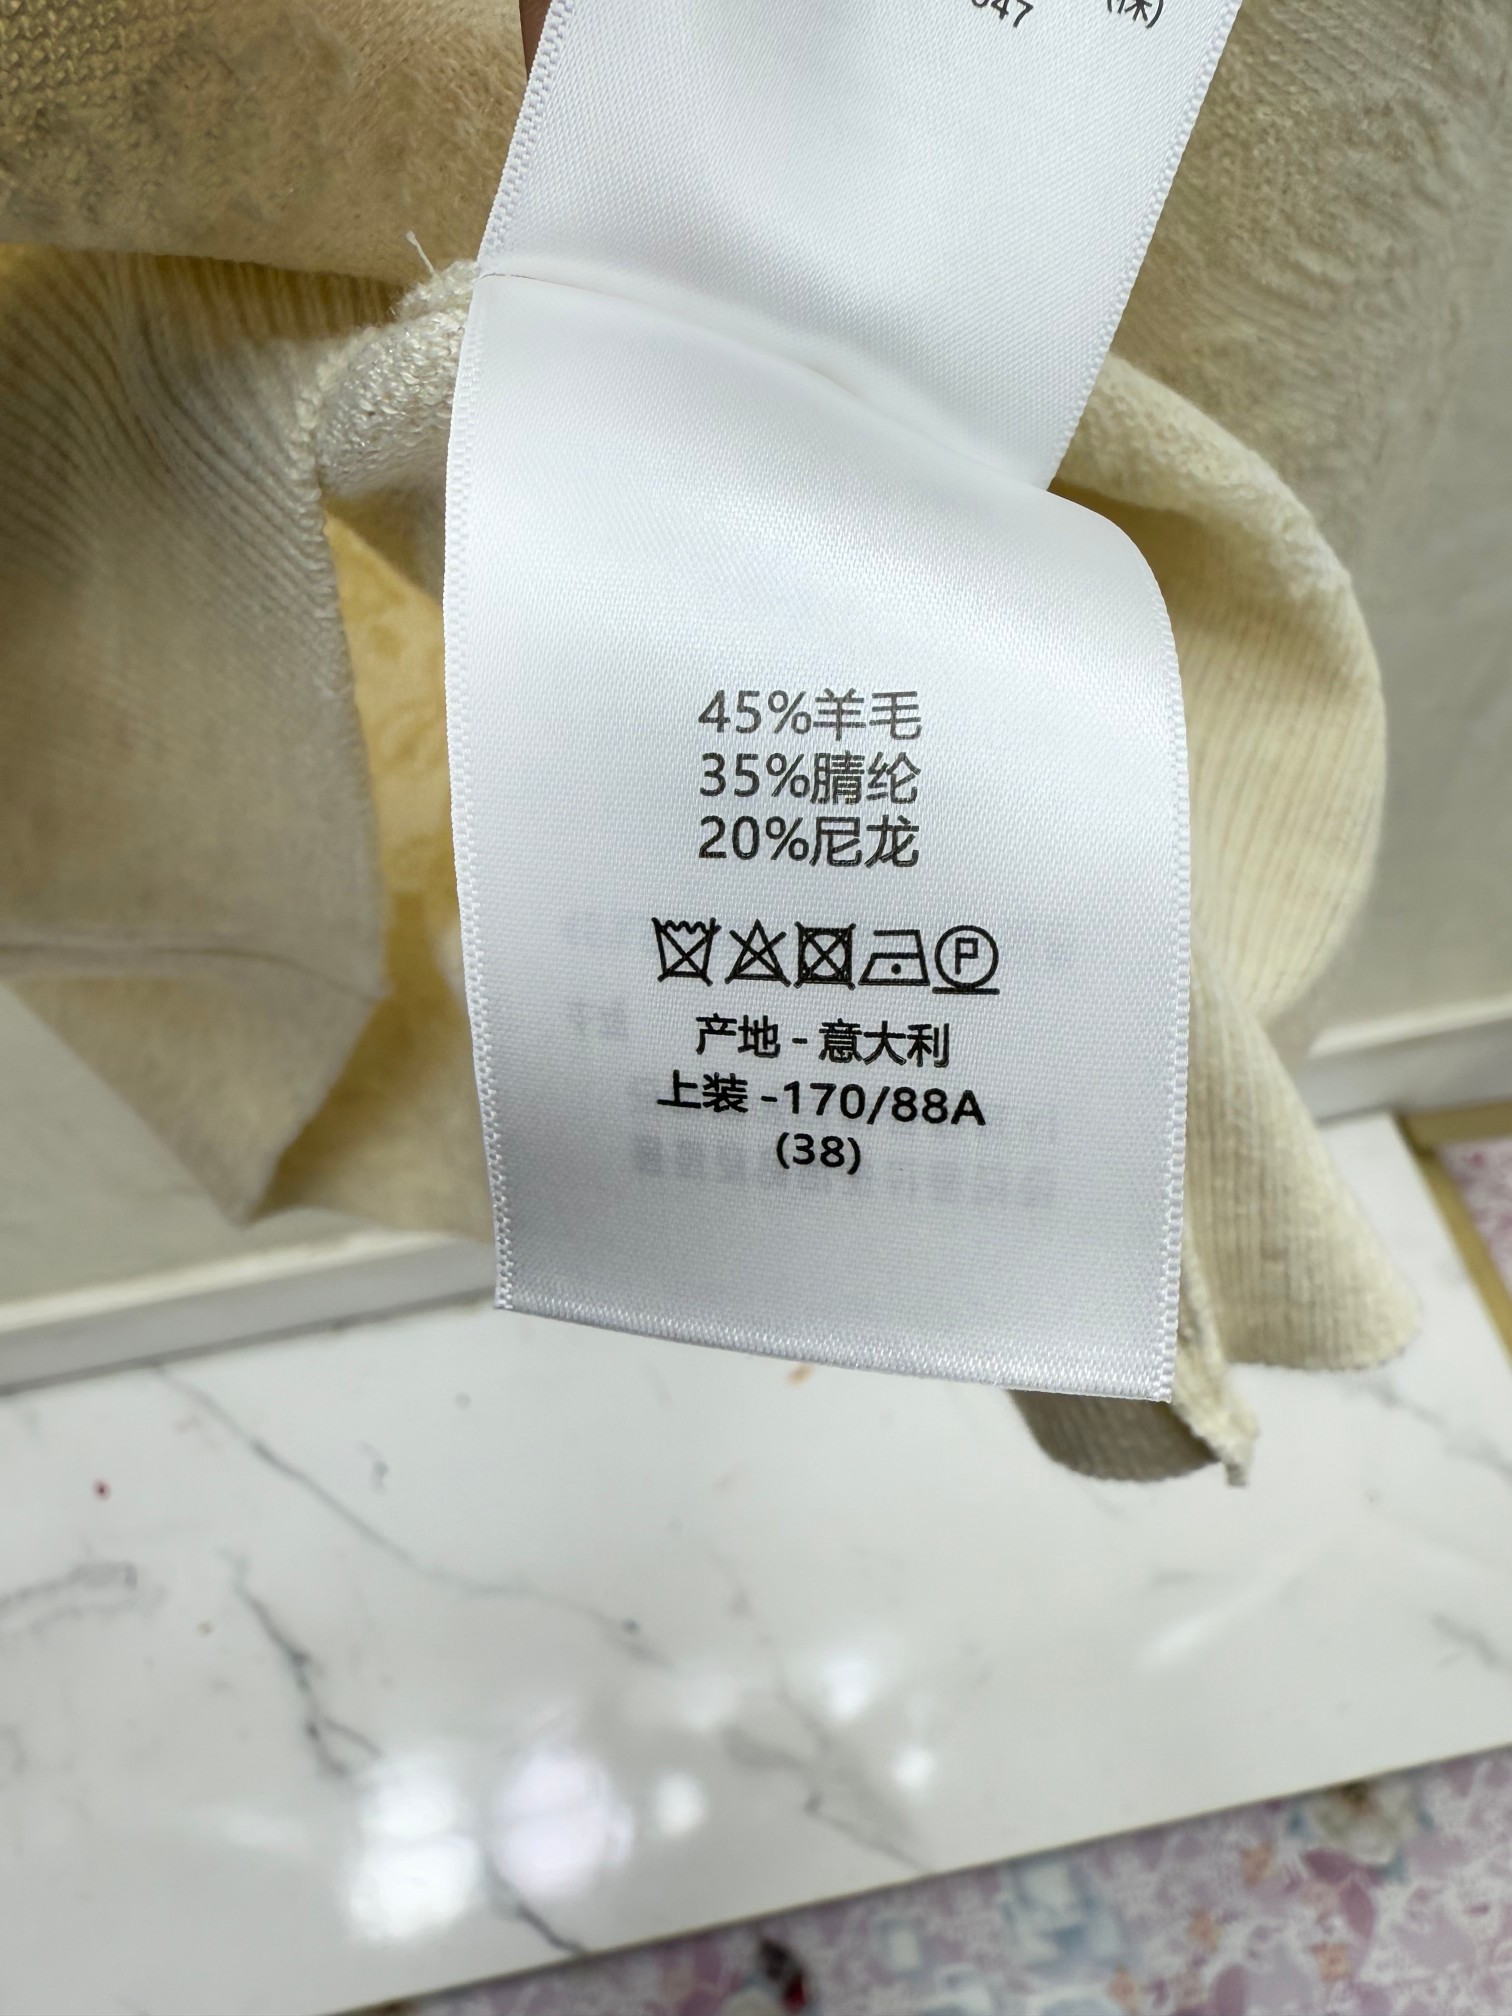 (株)
45%羊毛
35%腈纶
20%尼龙
P
产地 - 意大利
上装 -170/88A
(38)